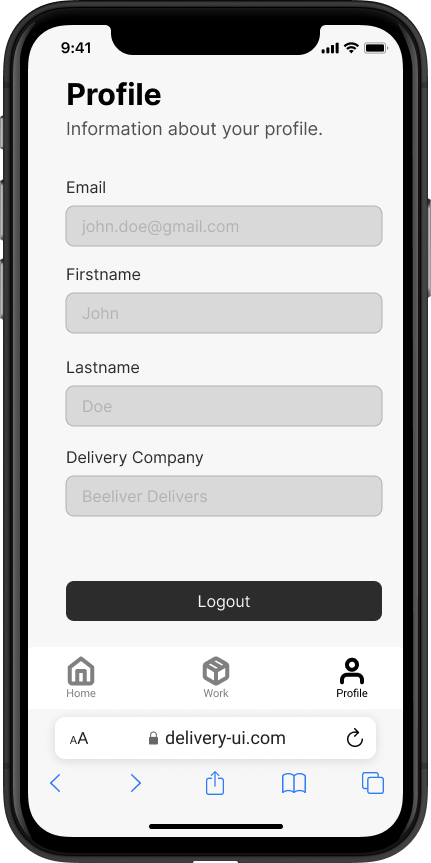 9:41
Profile
Information about your profile.
Email
john.doe@gmail.com
Firstname
John
Lastname
Doe
Delivery Company
Beeliver Delivers
Logout
Home Work Profile
AA delivery-ui.com